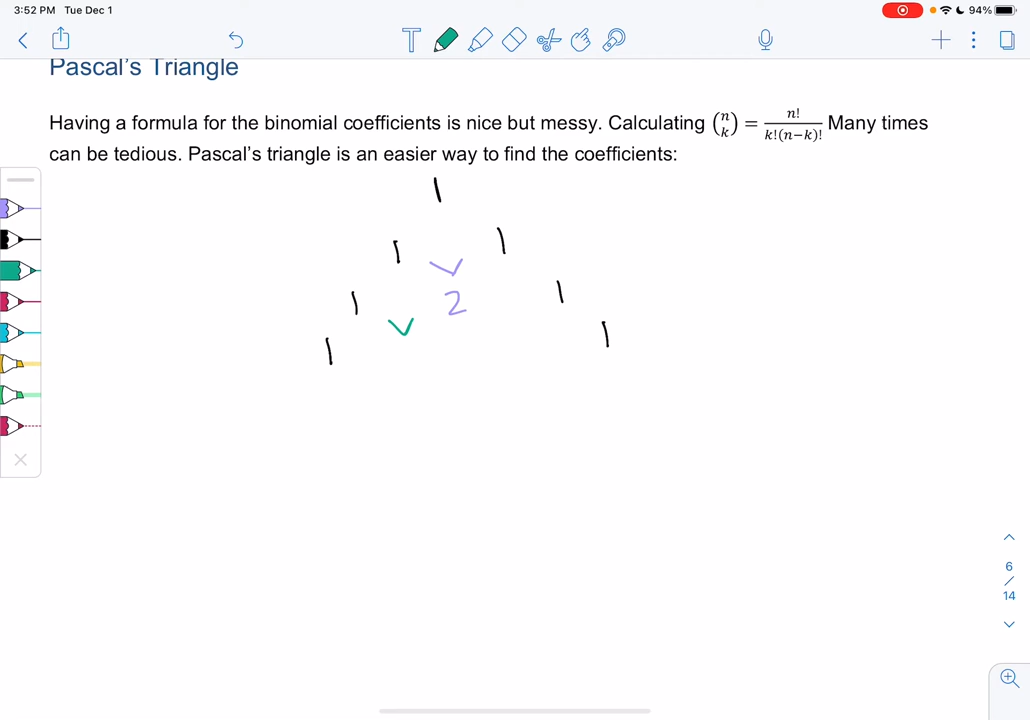 3:52 PM Tue Dec 1
94%
T
Pascal's Triangle
Having a formula for the binomial coefficients is nice but messy. Calculating (n k) = n!/k!(n−k)! Many times
can be tedious. Pascal's triangle is an easier way to find the coefficients:
1
1 1
1 2 1
1 1
6
/
14